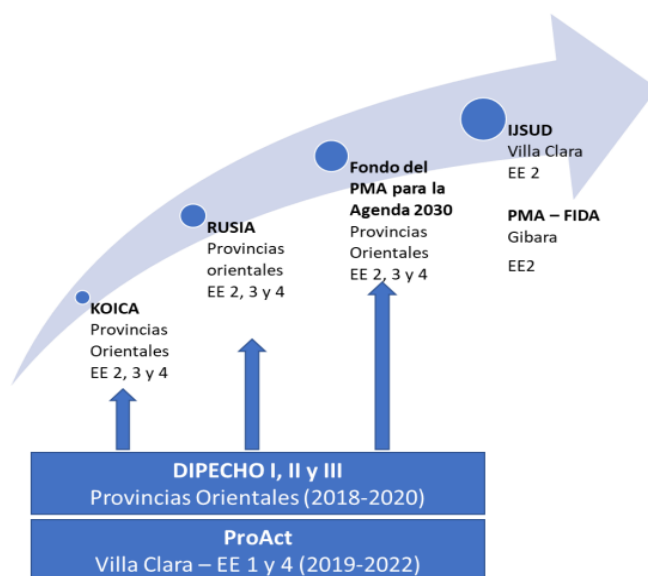 IJSUD
Villa Clara
EE 2
PMA – FIDA
Gibara
EE2
Fondo del
PMA para la
Agenda 2030
Provincias
Orientales
EE 2, 3 y 4
RUSIA
Provincias
orientales
EE 2, 3 y 4
KOICA
Provincias
Orientales
EE 2, 3 y 4
DIPECHO I, II y III
Provincias Orientales (2018-2020)
ProAct
Villa Clara – EE 1 y 4 (2019-2022)